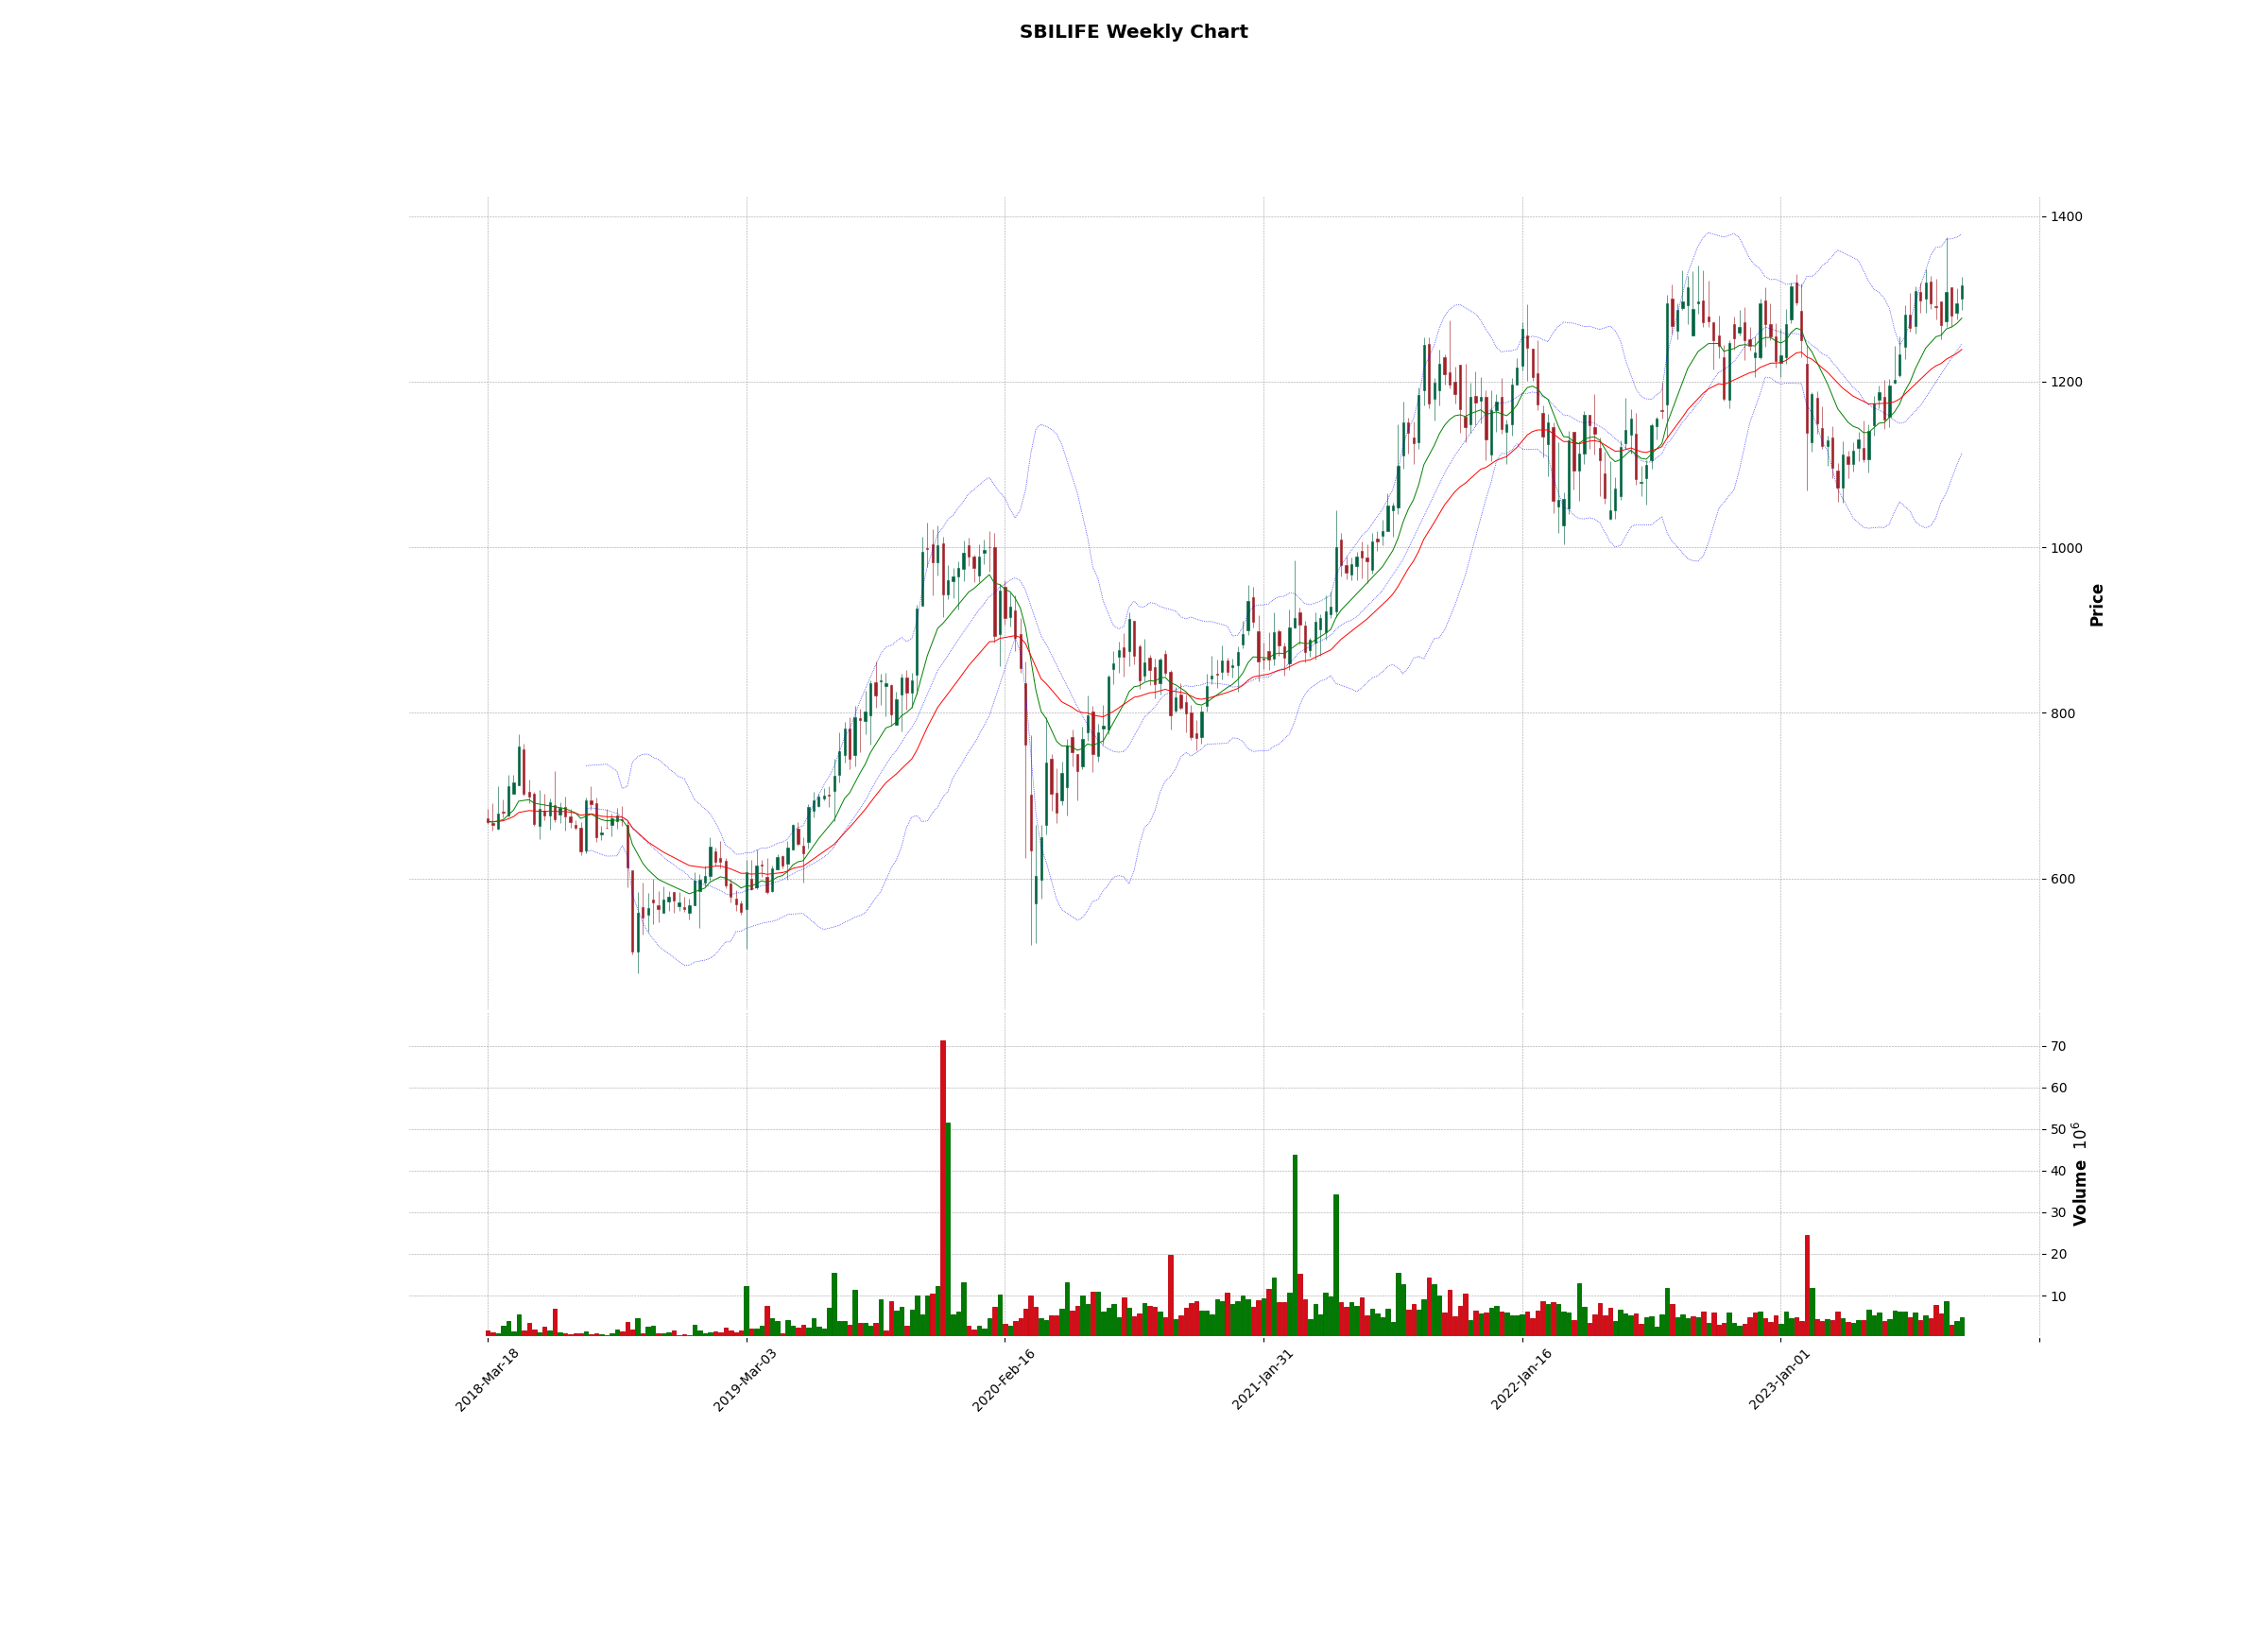 SBILIFE Weekly Chart
1400
1200
1000
800
600
Price
70
60
50
40
30
20
10
Volume 10^6
2018-Mar-18
2019-Mar-03
2020-Feb-16
2021-Jan-31
2022-Jan-16
2023-Jan-01